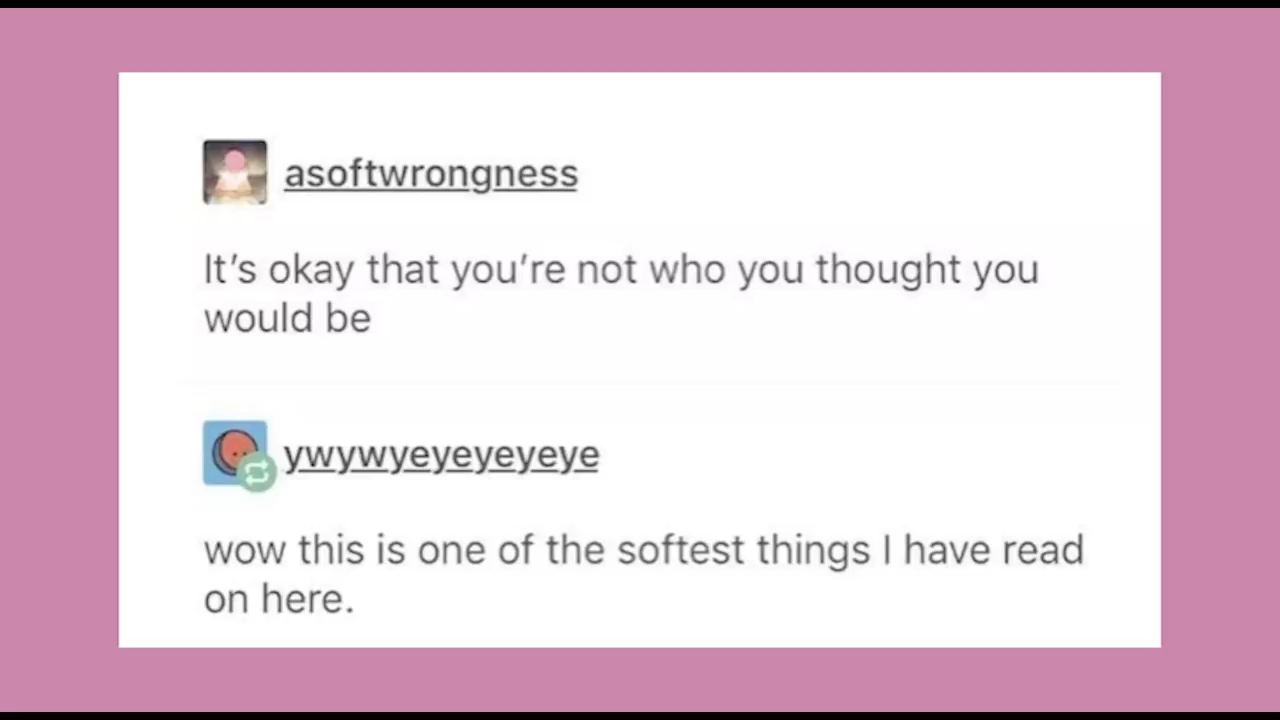 asoftwrongness
It’s okay that you’re not who you thought you
would be
ywywyeyeyeyeye
wow this is one of the softest things I have read
on here.